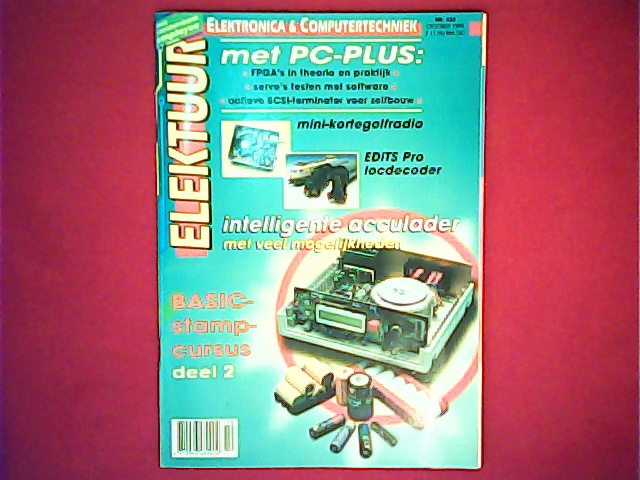 ELEKTRONICA & COMPUTERTECHNIEK
ELEKTUUR
met PC-PLUS:
FPGA's in theorie en praktijk
servo's testen met software
actieve SCSI-terminator voor zelfbouw
mini-kortegolfradio
EDiTS Pro
locdecoder
intelligente acculader
met veel mogelijkheden
BASIC-
stamp-
cursus
deel 2